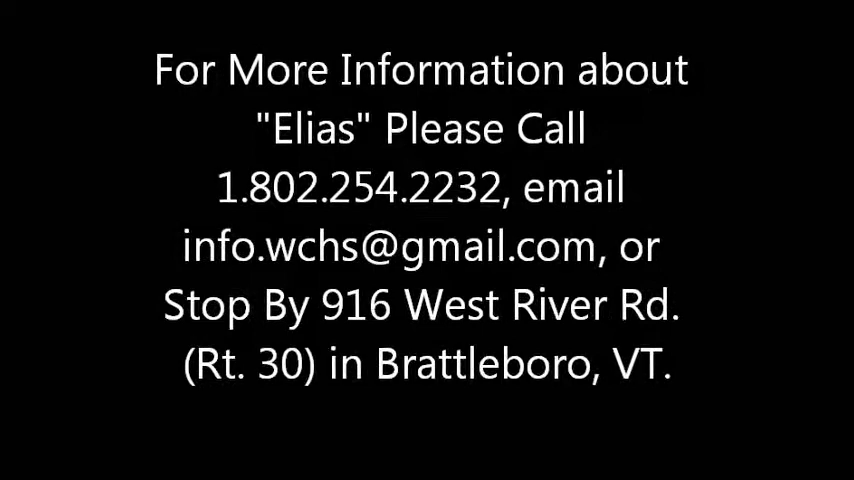 For More Information about
"Elias" Please Call
1.802.254.2232, email
info.wchs@gmail.com, or
Stop By 916 West River Rd.
(Rt. 30) in Brattleboro, VT.